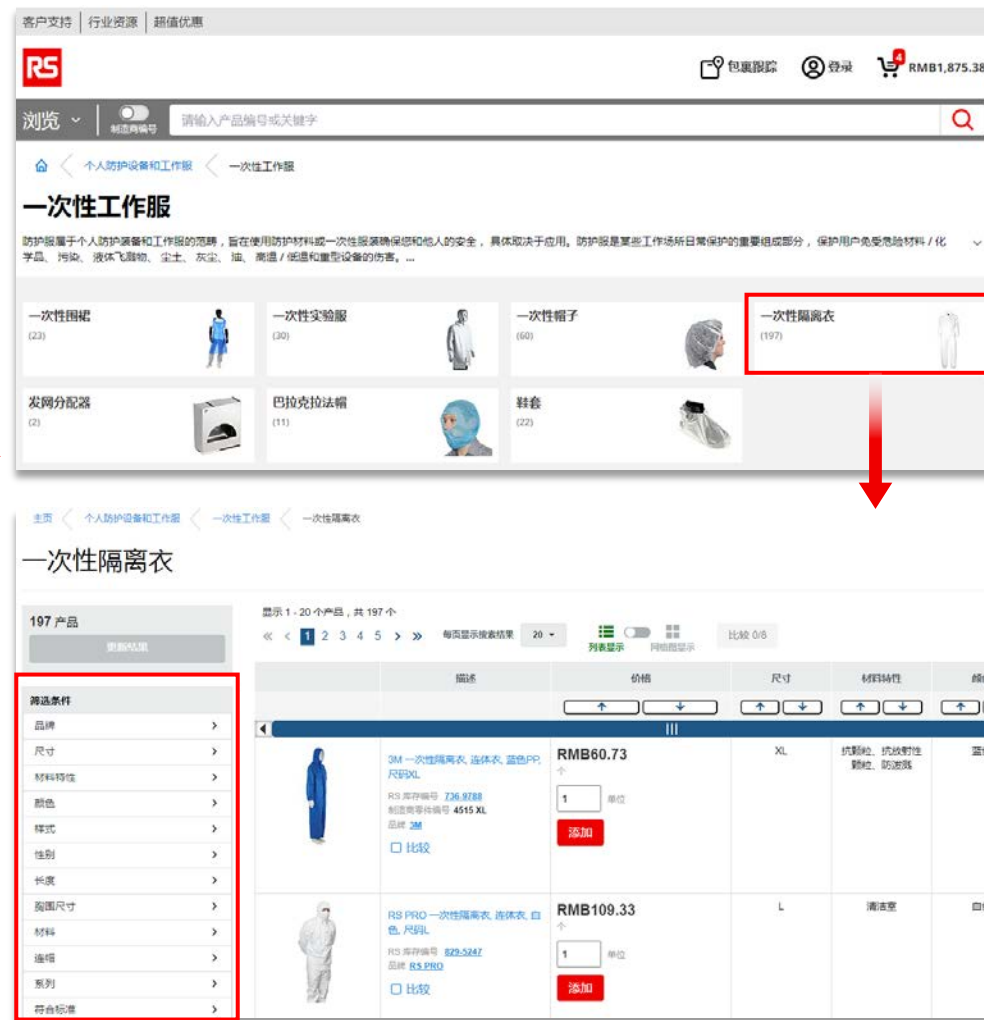 客户支持 | 行业资源 | 超值优惠
RS
包裹跟踪 登录 4 RMB1,875.38
浏览 制造商编号 请输入产品编号或关键字
个人防护设备和工作服 一次性工作服
一次性工作服
防护服属于个人防护装备和工作服的范畴，旨在使用防护材料或一次性服装确保您和他人的安全，具体取决于应用。防护服是某些工作场所日常保护的重要组成部分，保护用户免受危险材料 / 化
学品、 污染、 液体飞溅物、 尘土、 灰尘、 油、 高温 / 低温和重型设备的伤害。...
一次性围裙 一次性实验服 一次性帽子 一次性隔离衣
(23) (30) (60) (197)
发网分配器 巴拉克拉法帽 鞋套
(2) (11) (22)
主页 个人防护设备和工作服 一次性工作服 一次性隔离衣
一次性隔离衣
197 产品
更新结果
显示 1 - 20 个产品，共 197 个
1 2 3 4 5 每页显示搜索结果 20 列表显示 网格图显示 比较 0/8
筛选条件
品牌
尺寸
材料特性
颜色
样式
性别
长度
胸围尺寸
材料
连帽
系列
符合标准
描述 价格 尺寸 材料特性
3M 一次性隔离衣, 连体衣, 蓝色PP,
尺码XL
RS 库存编号 736-9788
制造商零件编号 4515 XL
品牌 3M
比较
RMB60.73
个
1 单位
添加
XL
抗颗粒、抗放射性
颗粒、防泼溅
RS PRO 一次性隔离衣, 连体衣, 白
色, 尺码L
RS 库存编号 829-5247
品牌 RS PRO
比较
RMB109.33
个
1 单位
添加
L
清洁室